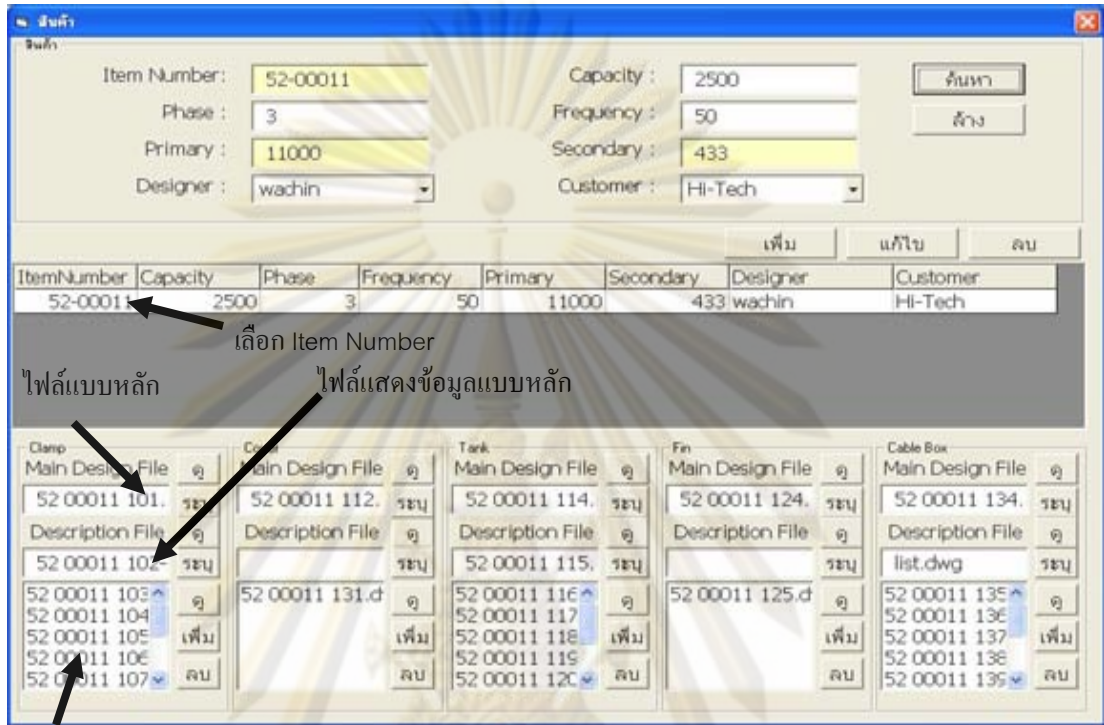 สินค้า
สินค้า
Item Number: 52-00011 Capacity : 2500 ค้นหา
Phase : 3 Frequency : 50 ล้าง
Primary : 11000 Secondary : 433
Designer : wachin Customer : Hi-Tech
เพิ่ม แก้ไข ลบ
ItemNumber Capacity Phase Frequency Primary Secondary Designer Customer
52-00011 2500 3 50 11000 433 wachin Hi-Tech
เลือก Item Number
ไฟล์แบบหลัก ไฟล์แสดงข้อมูลแบบหลัก
Clamp Tank Fin Cable Box
Main Design File ดู Main Design File ดู Main Design File ดู Main Design File ดู Main Design File ดู
52 00011 101. ระบุ 52 00011 112. ระบุ 52 00011 114. ระบุ 52 00011 124. ระบุ 52 00011 134. ระบุ
Description File ดู Description File ดู Description File ดู Description File ดู Description File ดู
52 00011 102- ระบุ ระบุ 52 00011 115. ระบุ ระบุ list.dwg ระบุ
52 00011 103 ดู 52 00011 131.d ดู 52 00011 116 ดู 52 00011 125.d ดู 52 00011 135 ดู
52 00011 104 52 00011 117 52 00011 136
52 00011 105 เพิ่ม เพิ่ม 52 00011 118 เพิ่ม เพิ่ม 52 00011 137 เพิ่ม
52 00011 106 52 00011 119 52 00011 138
52 00011 107 ลบ ลบ 52 00011 120 ลบ ลบ 52 00011 139 ลบ